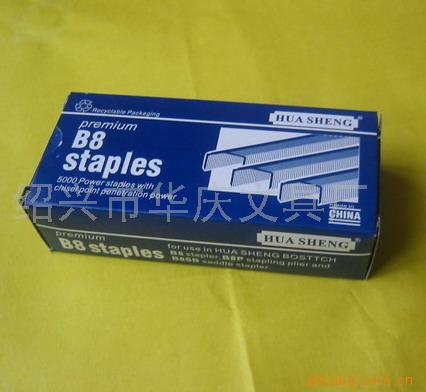 Recyclable Packaging
premium
B8
staples
5000 Power staples with
chisel point penetration power
HUA SHENG
made in
CHINA
绍兴市华庆文具厂
premium
B8 staples
for use in HUA SHENG BOSTTCH
B8 stapler, B8P stapling plier and
B8SB saddle stapler.
HUA SHENG